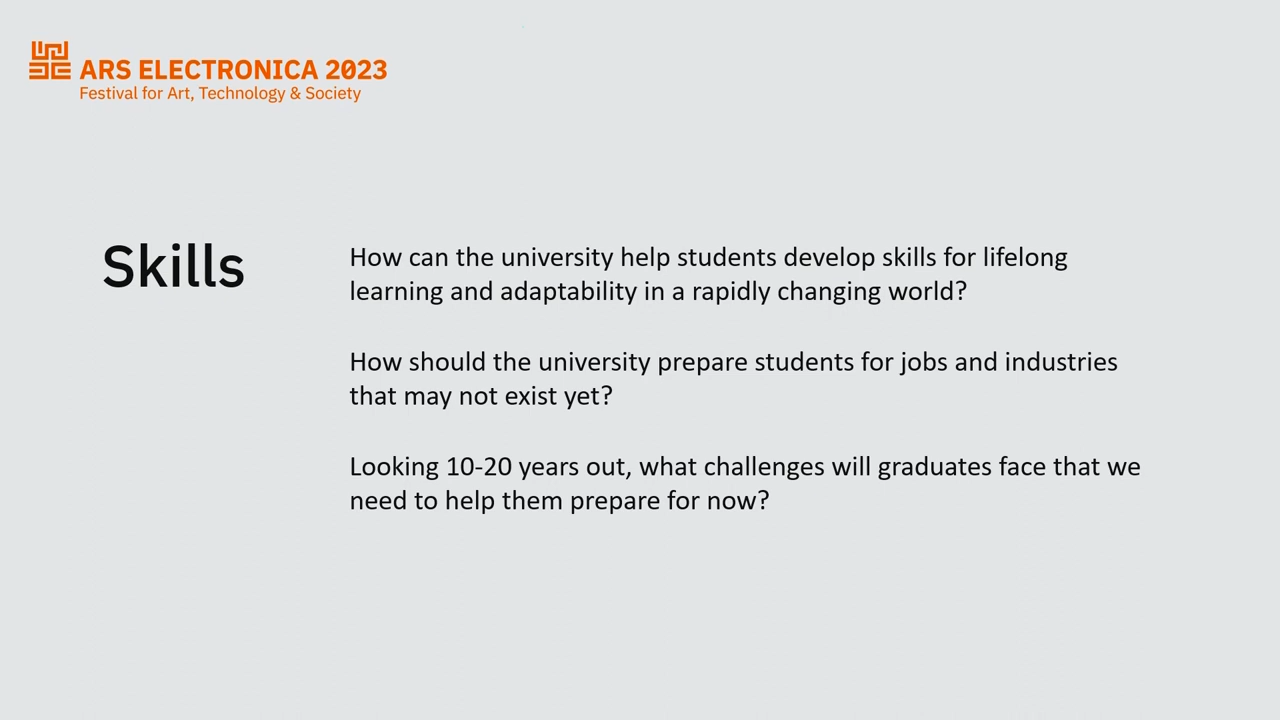 ARS ELECTRONICA 2023
Festival for Art, Technology & Society
Skills
How can the university help students develop skills for lifelong
learning and adaptability in a rapidly changing world?
How should the university prepare students for jobs and industries
that may not exist yet?
Looking 10-20 years out, what challenges will graduates face that we
need to help them prepare for now?